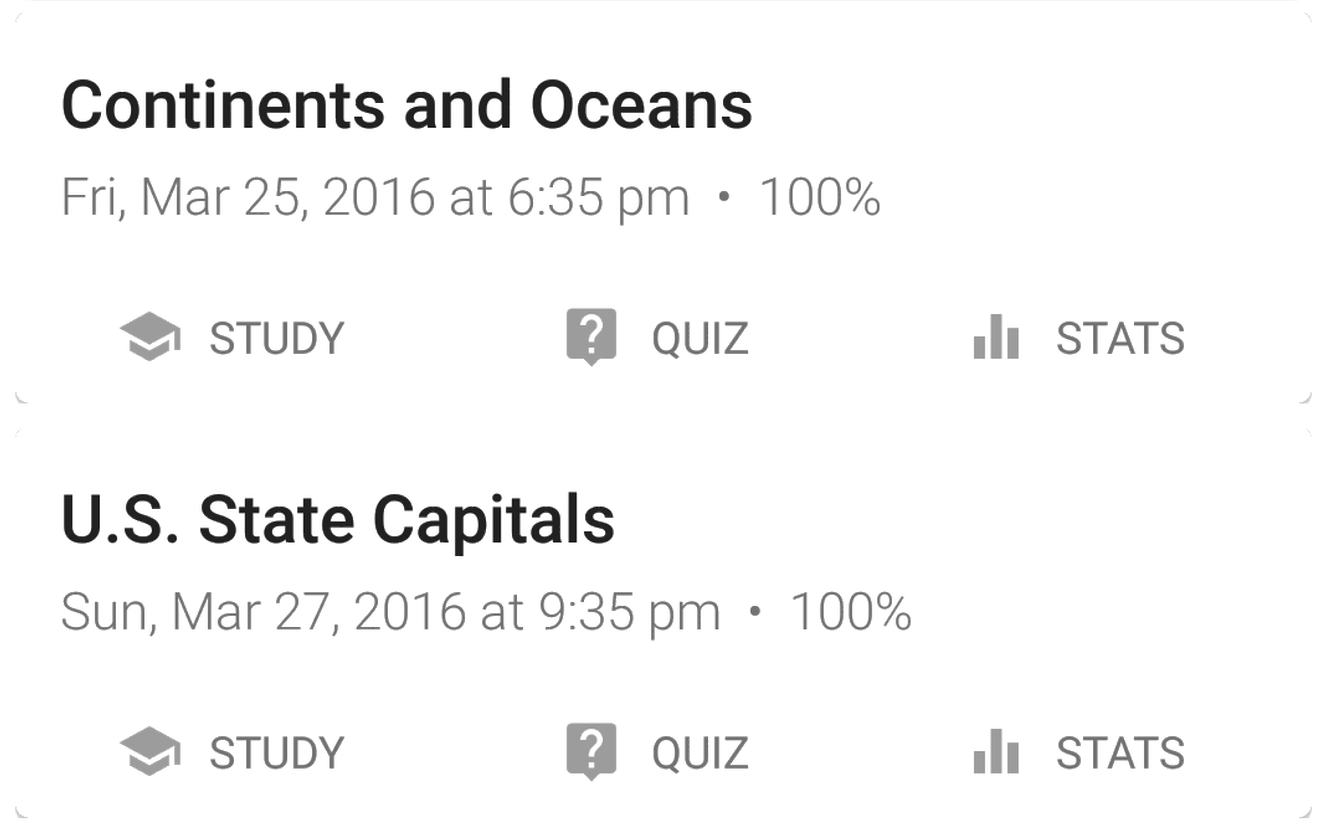 Continents and Oceans
Fri, Mar 25, 2016 at 6:35 pm • 100%
STUDY QUIZ STATS
U.S. State Capitals
Sun, Mar 27, 2016 at 9:35 pm • 100%
STUDY QUIZ STATS